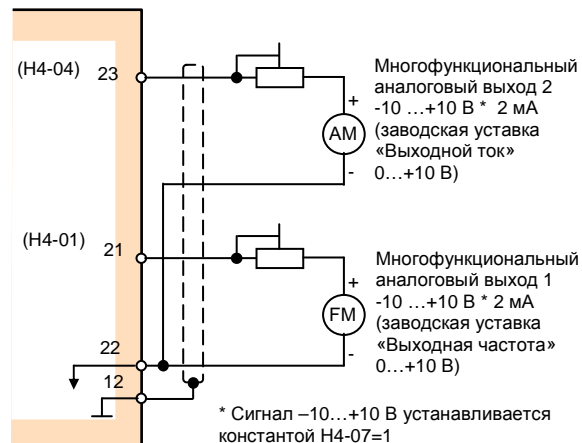 (H4-04) 23
Многофункциональный
аналоговый выход 2
-10 ...+10 В * 2 мА
(заводская уставка
«Выходной ток"
0...+10 В)
+
AM
-
(H4-01) 21
Многофункциональный
аналоговый выход 1
-10 ...+10 В * 2 мА
(заводская уставка
«Выходная частота"
0...+10 В)
+
FM
-
22
12
* Сигнал –10...+10 В устанавливается
константой H4-07=1